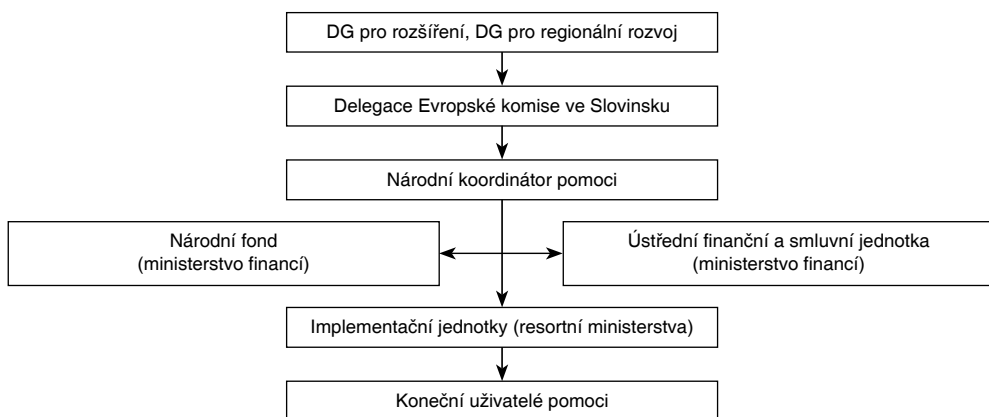 DG pro rozšíření, DG pro regionální rozvoj
Delegace Evropské komise ve Slovinsku
Národní koordinátor pomoci
Národní fond
(ministerstvo financí)
Ústřední finanční a smluvní jednotka
(ministerstvo financí)
Implementační jednotky (resortní ministerstva)
Koneční uživatelé pomoci